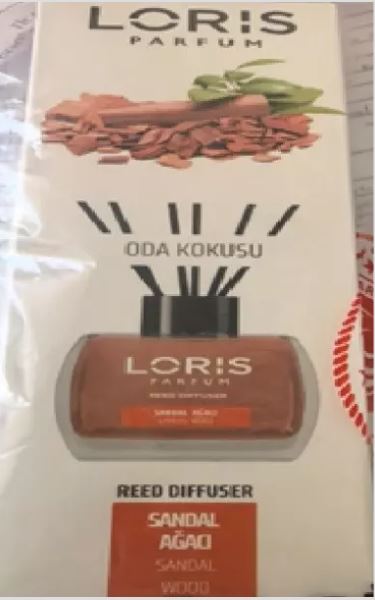 LORIS
PARFUM
ODA KOKUSU
LORIS
PARFUM
REED DIFFUSER
SANDAL AĞACI
REED DIFFUSER
SANDAL
AĞACI
SANDAL
WOOD